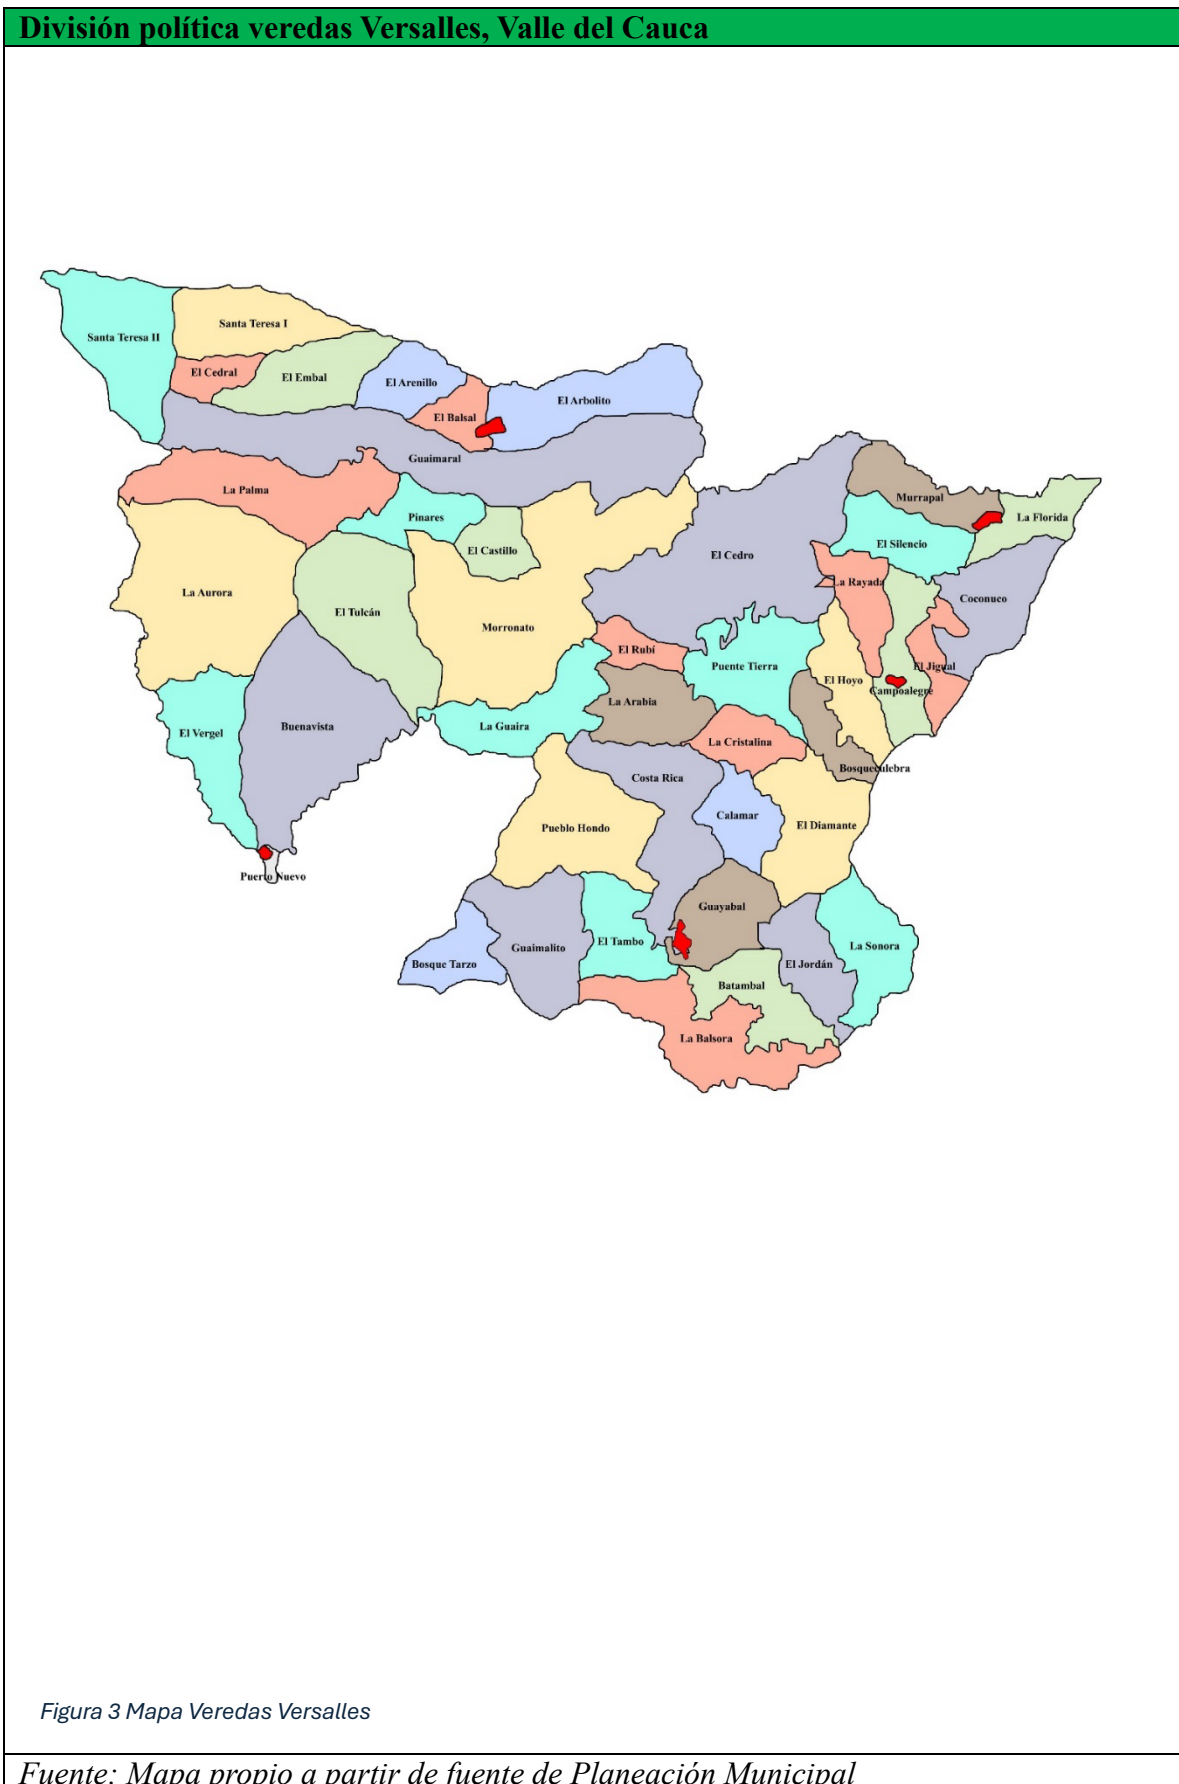 División política veredas Versalles, Valle del Cauca
Santa Teresa I
Santa Teresa II
El Cedral
El Embal
El Arenillo
El Arbolito
El Balsal
Guaimaral
La Palma
Murrapal
Pinares
La Florida
El Silencio
El Castillo
El Cedro
La Rayada
La Aurora
Coconuco
El Tulcán
Morronato
El Rubí
Puente Tierra
El Jigual
El Hoyo
Campoalegre
La Arabia
Buenavista
La Guaira
El Vergel
La Cristalina
Bosqueculebra
Costa Rica
Calamar
El Diamante
Pueblo Hondo
Puerto Nuevo
Guayabal
El Tambo
La Sonora
Guaimalito
Bosque Tarzo
El Jordán
Batambal
La Balsora
Figura 3 Mapa Veredas Versalles
Fuente: Mapa propio a partir de fuente de Planeación Municipal